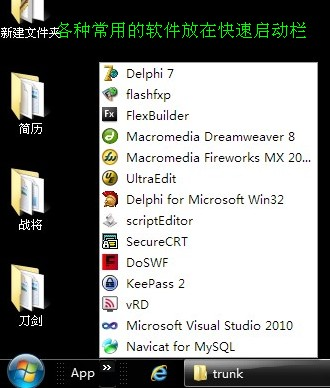 新建文件夹
各种常用的软件放在快速启动栏
Delphi 7
flashfxp
FlexBuilder
简历
Macromedia Dreamweaver 8
Macromedia Fireworks MX 20...
UltraEdit
Delphi for Microsoft Win32
战将
scriptEditor
SecureCRT
DoSWF
KeePass 2
vRD
刀剑
Microsoft Visual Studio 2010
Navicat for MySQL
App »
trunk